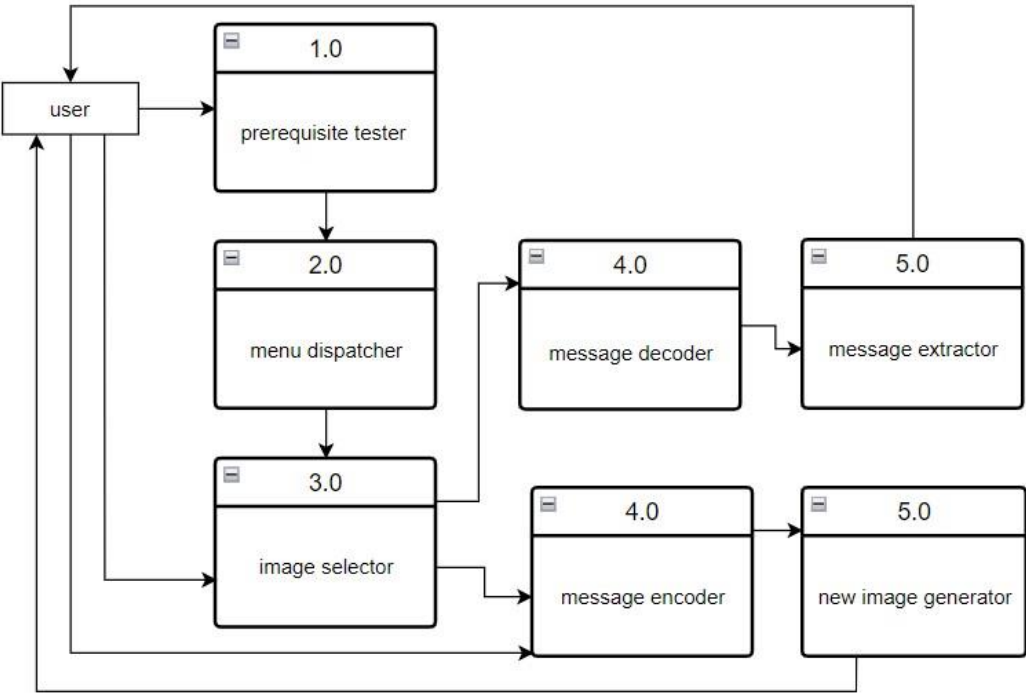 1.0
user
prerequisite tester
2.0
menu dispatcher
4.0
message decoder
5.0
message extractor
3.0
image selector
4.0
message encoder
5.0
new image generator